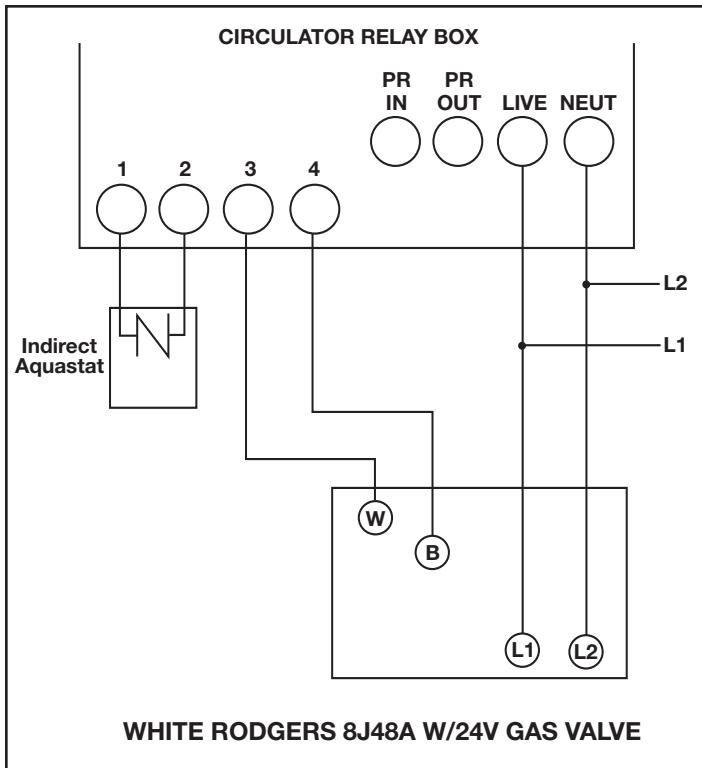 CIRCULATOR RELAY BOX
PR IN
PR OUT
LIVE
NEUT
1
2
3
4
L2
L1
Indirect
Aquastat
W
B
L1
L2
WHITE RODGERS 8J48A W/24V GAS VALVE